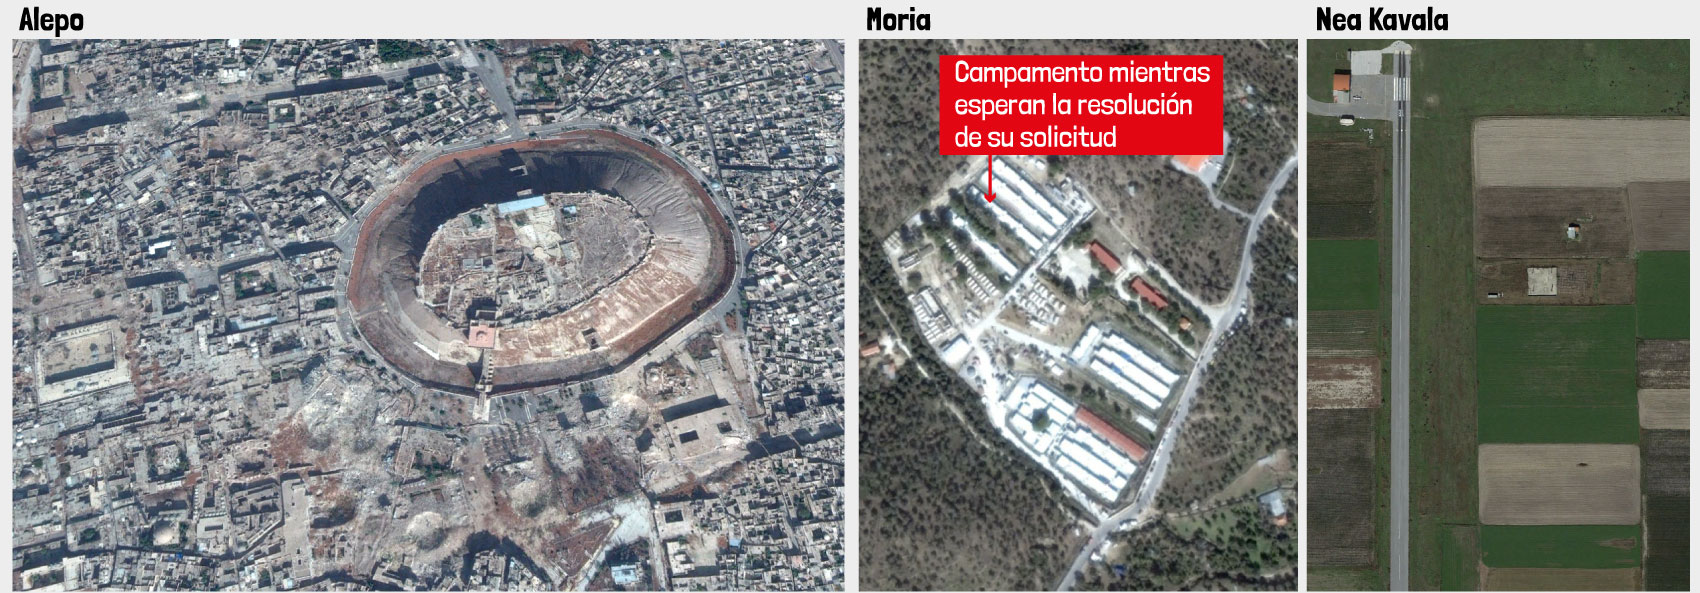 Alepo
Moria
Nea Kavala
Campamento mientras
esperan la resolución
de su solicitud